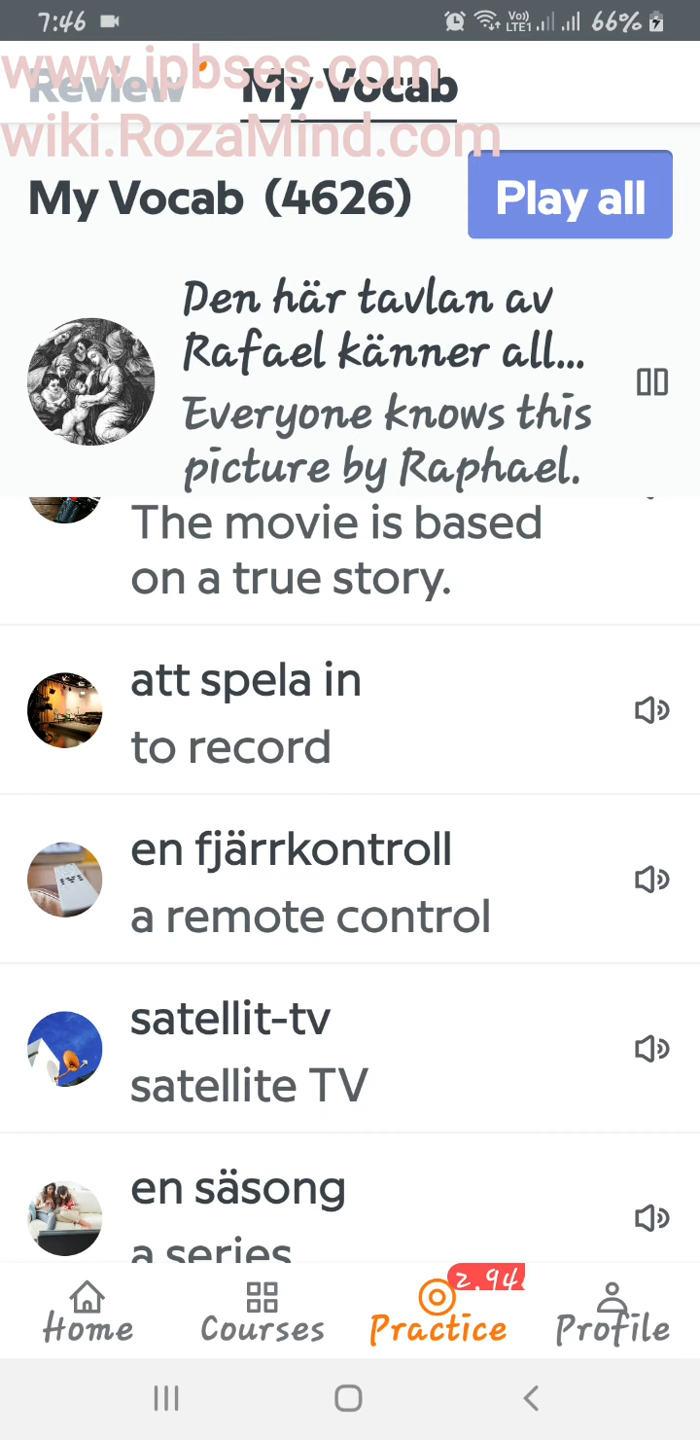 7:46
Vo)) LTE1 66%
www.ipbses.com
Review My Vocab
wiki.RozaMind.com
My Vocab (4626) Play all
Den här tavlan av
Rafael känner all...
Everyone knows this
picture by Raphael.
The movie is based
on a true story.
att spela in
to record
en fjärrkontroll
a remote control
satellit-tv
satellite TV
en säsong
a series
2,94
Home Courses Practice Profile